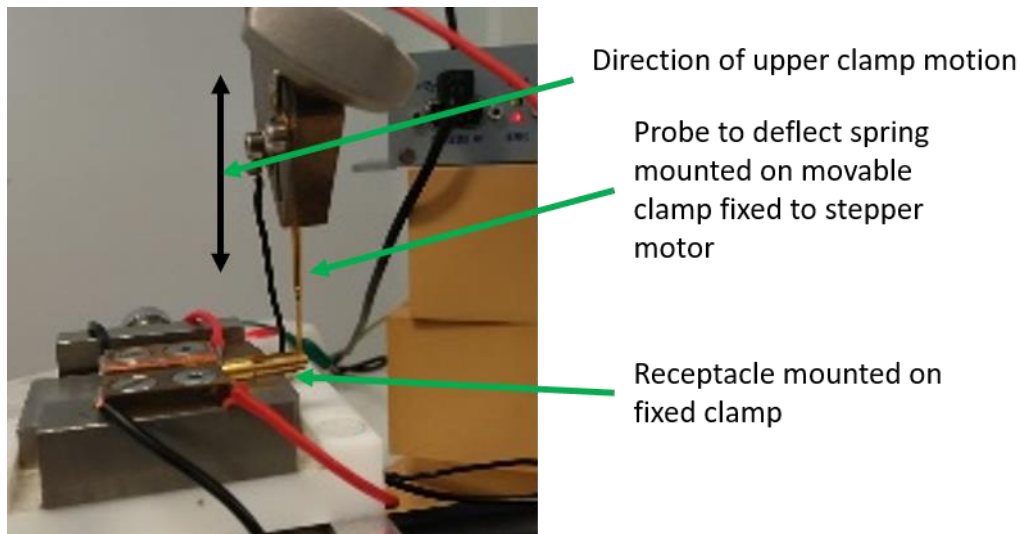 Direction of upper clamp motion
Probe to deflect spring
mounted on movable
clamp fixed to stepper
motor
Receptacle mounted on
fixed clamp